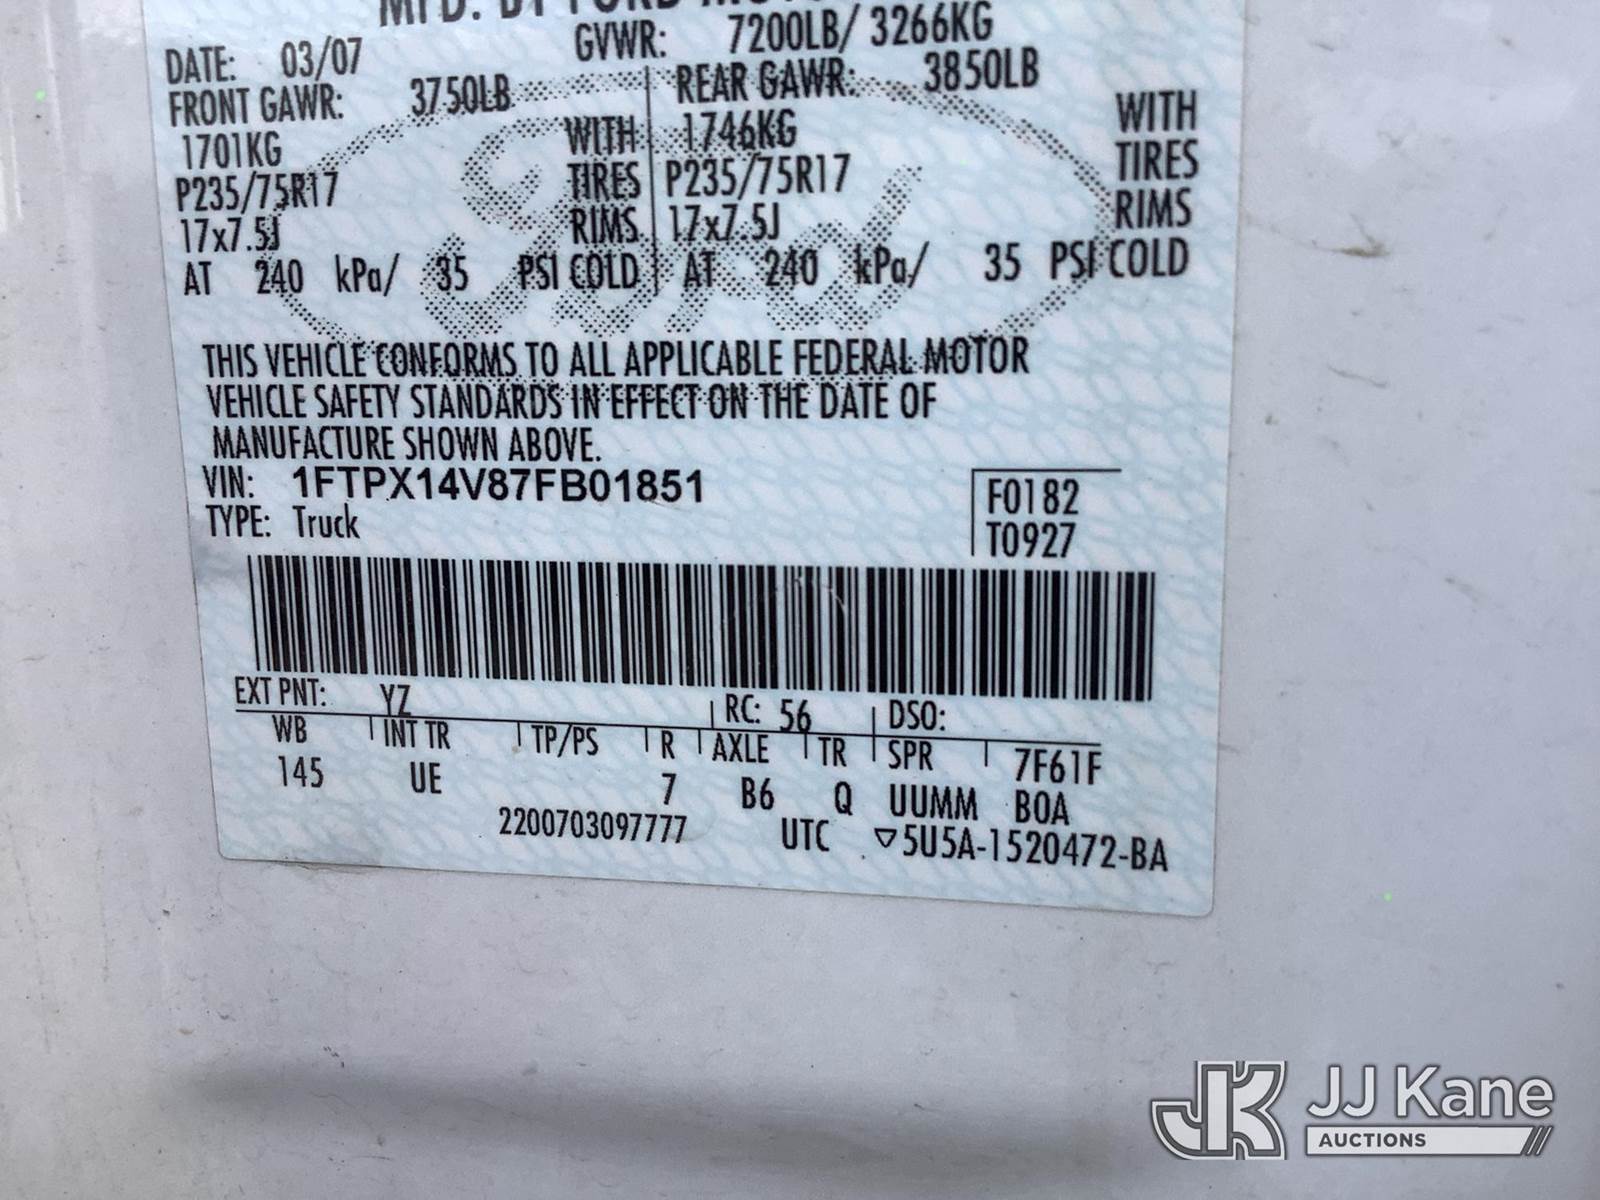 MFD. BY FORD
DATE: 03/07 GVWR: 7200LB/ 3266KG
FRONT GAWR: 3750LB REAR GAWR: 3850LB
1701KG WITH 1746KG WITH
P235/75R17 TIRES P235/75R17 TIRES
17x7.5J RIMS 17x7.5J RIMS
AT 240 kPa/ 35 PSI COLD AT 240 kPa/ 35 PSI COLD
Ford
THIS VEHICLE CONFORMS TO ALL APPLICABLE FEDERAL MOTOR
VEHICLE SAFETY STANDARDS IN EFFECT ON THE DATE OF
MANUFACTURE SHOWN ABOVE.
VIN: 1FTPX14V87FB01851 F0182
TYPE: Truck T0927
EXT PNT: YZ RC: 56 DSO:
WB INT TR TP/PS R AXLE TR SPR 7F61F
145 UE 7 B6 Q UUMM BOA
2200703097777 UTC ▽5U5A-1520472-BA
JK JJ Kane
AUCTIONS